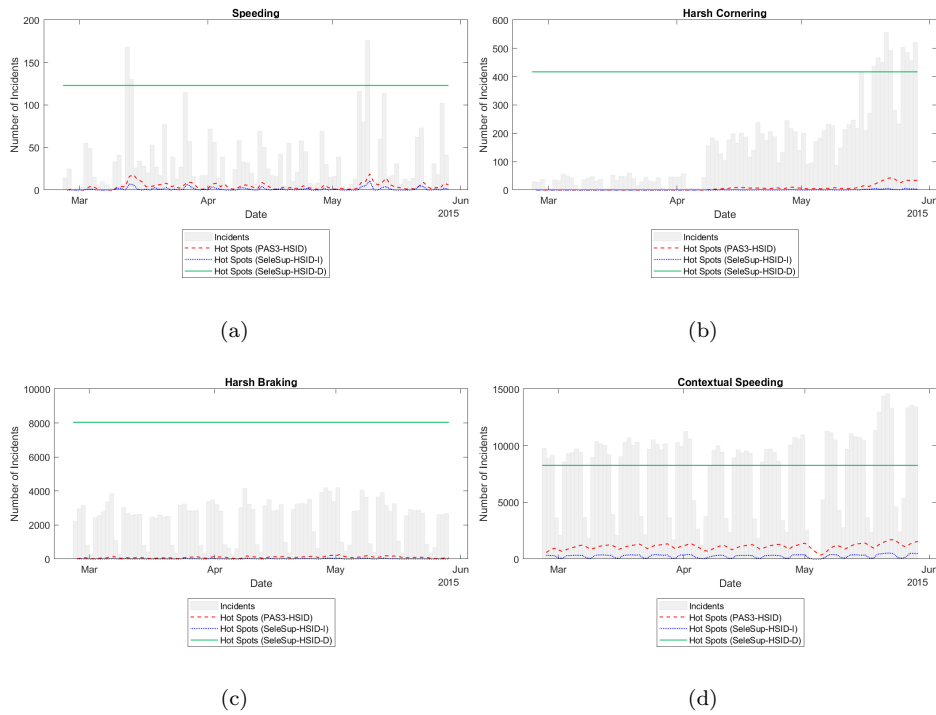 Speeding
200
150
100
50
0
Number of Incidents
Mar
Apr
May
Jun
Date
2015
Incidents
Hot Spots (PAS3-HSID)
Hot Spots (SeleSup-HSID-I)
Hot Spots (SeleSup-HSID-D)
(a)
Harsh Cornering
600
500
400
300
200
100
0
Number of Incidents
Mar
Apr
May
Jun
Date
2015
Incidents
Hot Spots (PAS3-HSID)
Hot Spots (SeleSup-HSID-I)
Hot Spots (SeleSup-HSID-D)
(b)
Harsh Braking
10000
8000
6000
4000
2000
0
Number of Incidents
Mar
Apr
May
Jun
Date
2015
Incidents
Hot Spots (PAS3-HSID)
Hot Spots (SeleSup-HSID-I)
Hot Spots (SeleSup-HSID-D)
(c)
Contextual Speeding
15000
10000
5000
0
Number of Incidents
Mar
Apr
May
Jun
Date
2015
Incidents
Hot Spots (PAS3-HSID)
Hot Spots (SeleSup-HSID-I)
Hot Spots (SeleSup-HSID-D)
(d)